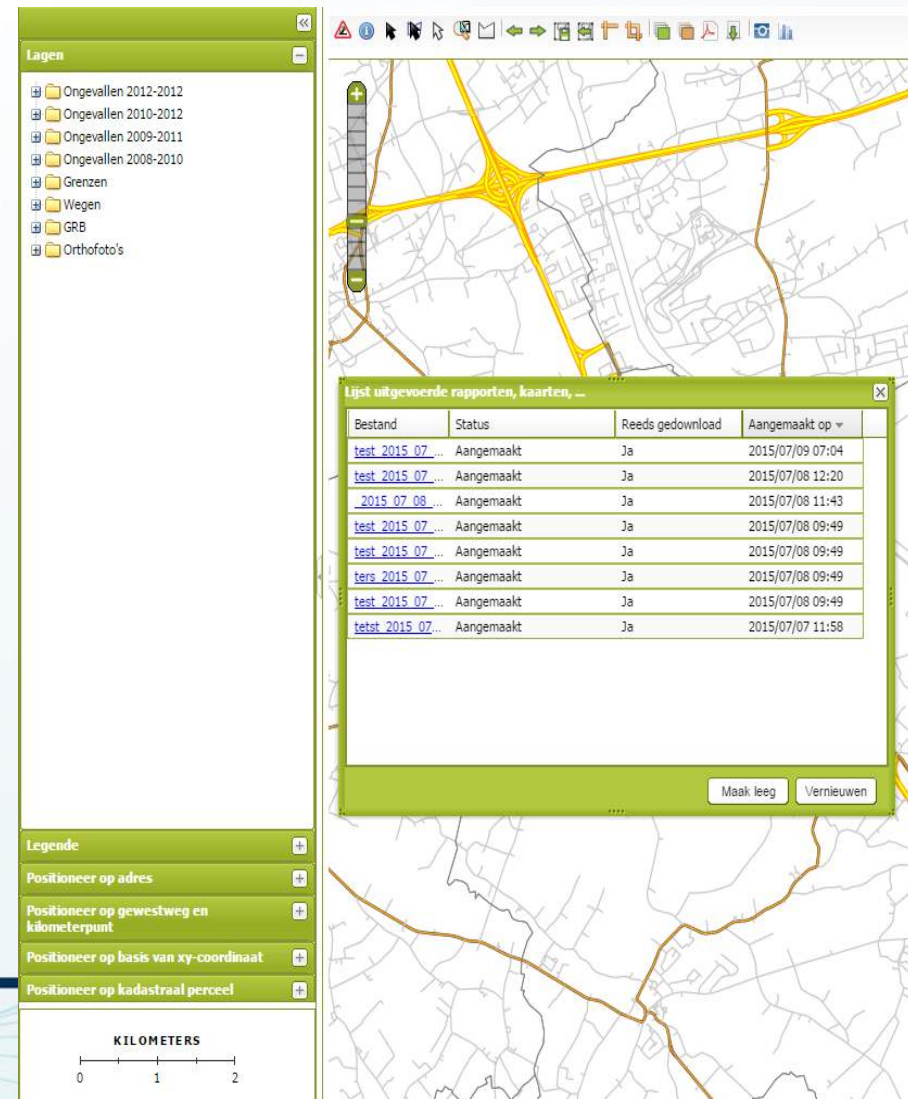 Lagen
Ongevallen 2012-2012
Ongevallen 2010-2012
Ongevallen 2009-2011
Ongevallen 2008-2010
Grenzen
Wegen
GRB
Orthofoto's
Lijst uitgevoerde rapporten, kaarten, ...
Bestand Status Reeds gedownload Aangemaakt op
test_2015_07_... Aangemaakt Ja 2015/07/09 07:04
test_2015_07_... Aangemaakt Ja 2015/07/08 12:20
_2015_07_08_... Aangemaakt Ja 2015/07/08 11:43
test_2015_07_... Aangemaakt Ja 2015/07/08 09:49
test_2015_07_... Aangemaakt Ja 2015/07/08 09:49
ters_2015_07_... Aangemaakt Ja 2015/07/08 09:49
test_2015_07_... Aangemaakt Ja 2015/07/08 09:49
tetst_2015_07... Aangemaakt Ja 2015/07/07 11:58
Maak leeg Vernieuwen
Legende
Positioneer op adres
Positioneer op gewestweg en
kilometerpunt
Positioneer op basis van xy-coordinaat
Positioneer op kadastraal perceel
KILOMETERS
0 1 2